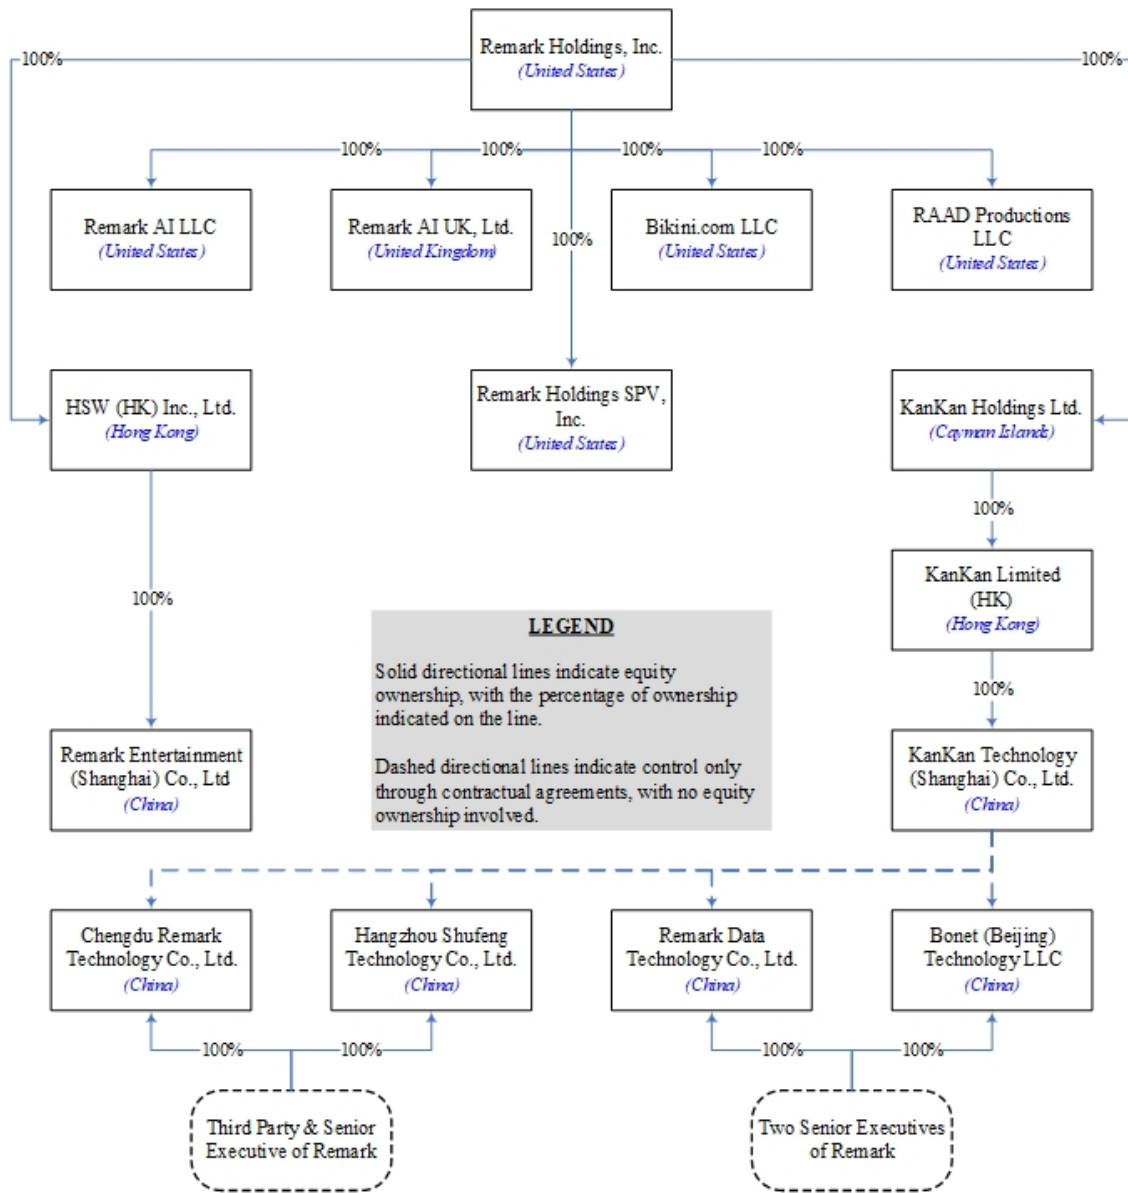 Remark Holdings, Inc.
(United States)
100%
100%
100%
100%
100%
100%
Remark AI LLC
(United States)
Remark AI UK, Ltd.
(United Kingdom)
Bikini.com LLC
(United States)
RAAD Productions
LLC
(United States)
100%
HSW (HK) Inc., Ltd.
(Hong Kong)
Remark Holdings SPV,
Inc.
(United States)
KanKan Holdings Ltd.
(Cayman Islands)
100%
KanKan Limited
(HK)
(Hong Kong)
100%
LEGEND
Solid directional lines indicate equity
ownership, with the percentage of ownership
indicated on the line.
Dashed directional lines indicate control only
through contractual agreements, with no equity
ownership involved.
100%
Remark Entertainment
(Shanghai) Co., Ltd
(China)
KanKan Technology
(Shanghai) Co., Ltd.
(China)
Chengdu Remark
Technology Co., Ltd.
(China)
Hangzhou Shufeng
Technology Co., Ltd.
(China)
Remark Data
Technology Co., Ltd.
(China)
Bonet (Beijing)
Technology LLC
(China)
100%
100%
100%
100%
Third Party & Senior
Executive of Remark
Two Senior Executives
of Remark